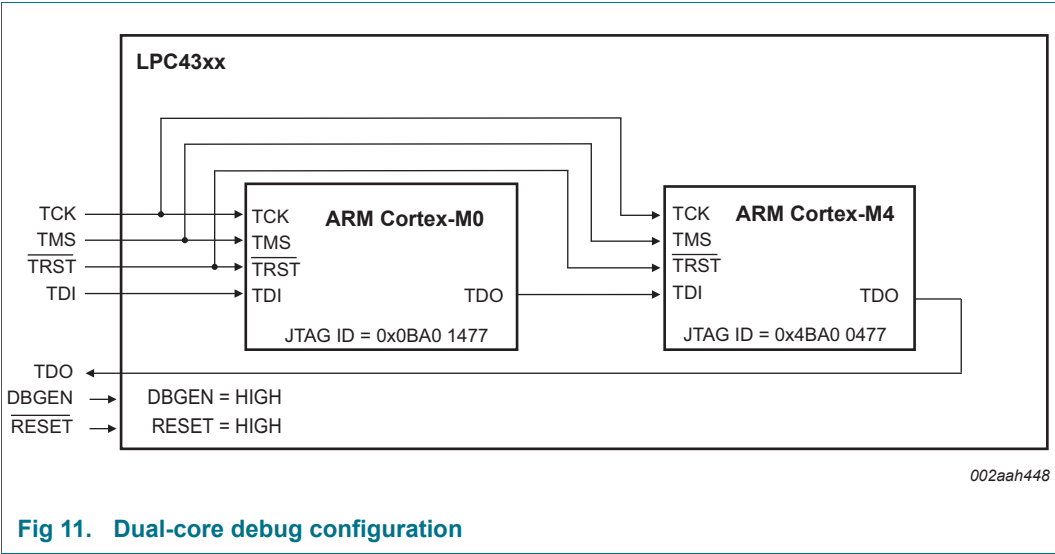 LPC43xx
TCK
TMS
TRST
TDI
TDO
DBGEN
RESET
TCK
ARM Cortex-M0
TMS
TRST
TDI
TDO
JTAG ID = 0x0BA0 1477
TCK
ARM Cortex-M4
TMS
TRST
TDI
TDO
JTAG ID = 0x4BA0 0477
DBGEN = HIGH
RESET = HIGH
002aah448
Fig 11. Dual-core debug configuration